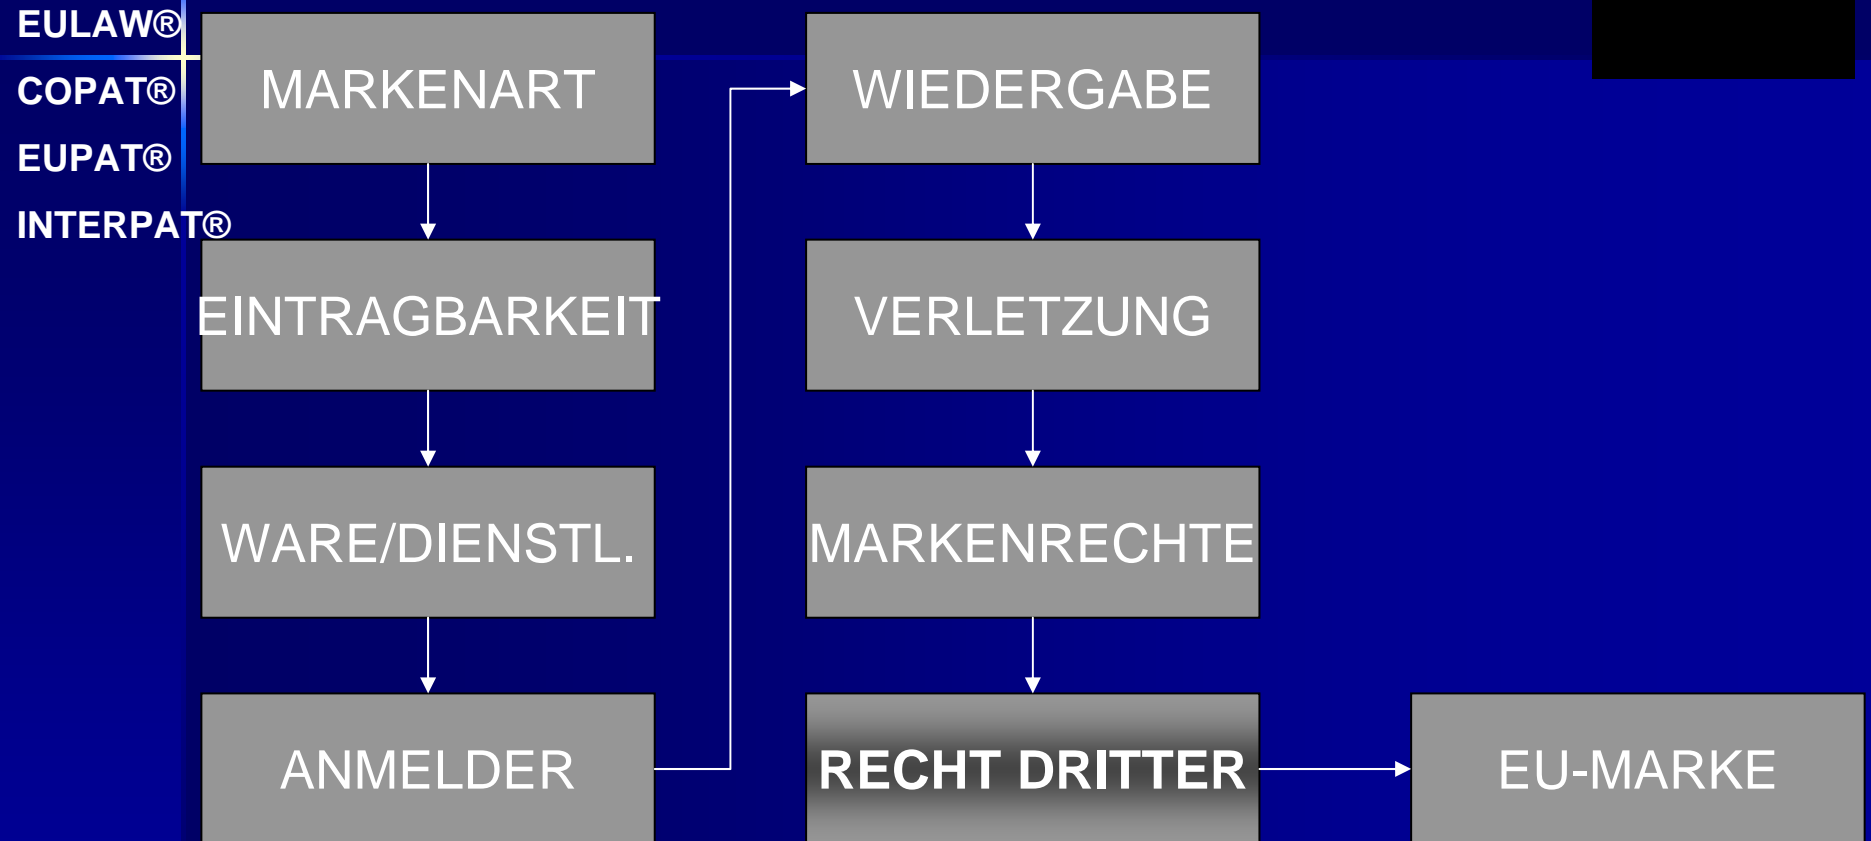 EULAW®
COPAT®
EUPAT®
INTERPAT®
MARKENART
EINTRAGBARKEIT
WARE/DIENSTL.
ANMELDER
WIEDERGABE
VERLETZUNG
MARKENRECHTE
RECHT DRITTER
EU-MARKE